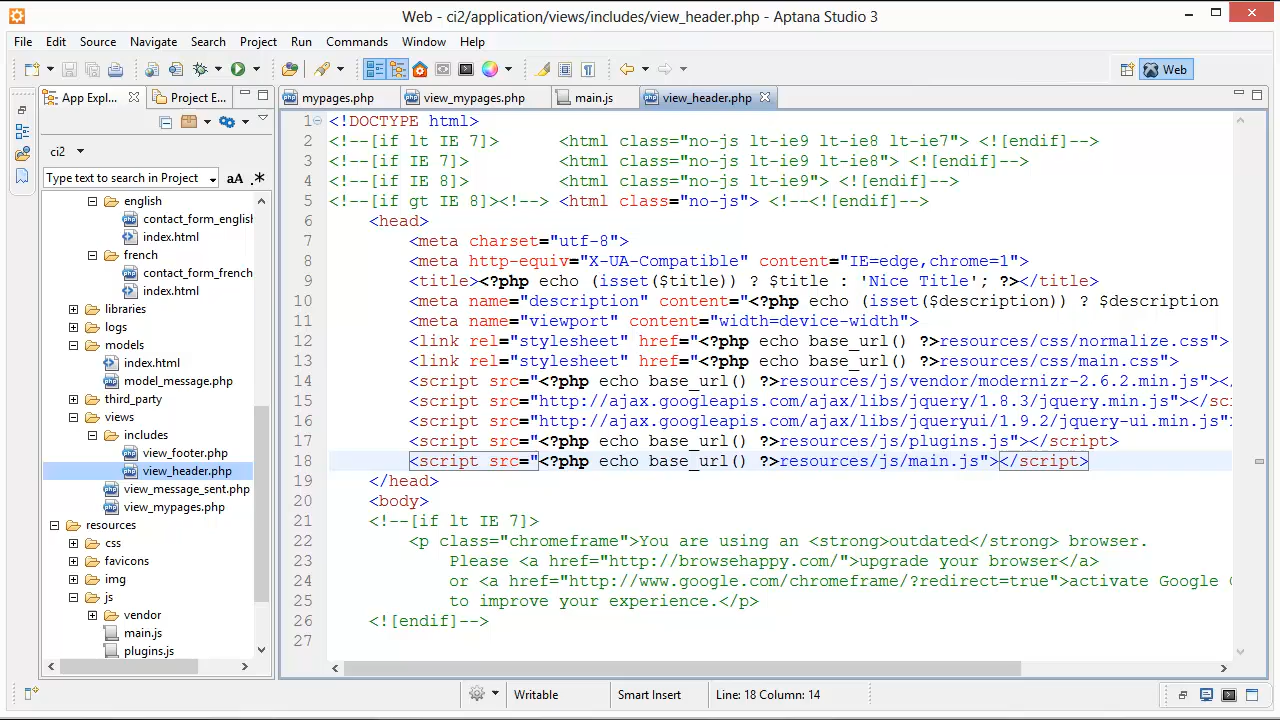 Web - ci2/application/views/includes/view_header.php - Aptana Studio 3
File Edit Source Navigate Search Project Run Commands Window Help
Web
App Expl... Project E... mypages.php view_mypages.php main.js view_header.php
ci2
Type text to search in Project aA .*
english
contact_form_english
index.html
french
contact_form_french
index.html
libraries
logs
models
index.html
model_message.php
third_party
views
includes
view_footer.php
view_header.php
view_message_sent.php
view_mypages.php
resources
css
favicons
img
js
vendor
main.js
plugins.js
1 <!DOCTYPE html>
2 <!--[if lt IE 7]>      <html class="no-js lt-ie9 lt-ie8 lt-ie7"> <![endif]-->
3 <!--[if IE 7]>         <html class="no-js lt-ie9 lt-ie8"> <![endif]-->
4 <!--[if IE 8]>         <html class="no-js lt-ie9"> <![endif]-->
5 <!--[if gt IE 8]><!--> <html class="no-js"> <!--<![endif]-->
6     <head>
7         <meta charset="utf-8">
8         <meta http-equiv="X-UA-Compatible" content="IE=edge,chrome=1">
9         <title><?php echo (isset($title)) ? $title : 'Nice Title'; ?></title>
10         <meta name="description" content="<?php echo (isset($description)) ? $description
11         <meta name="viewport" content="width=device-width">
12         <link rel="stylesheet" href="<?php echo base_url() ?>resources/css/normalize.css">
13         <link rel="stylesheet" href="<?php echo base_url() ?>resources/css/main.css">
14         <script src="<?php echo base_url() ?>resources/js/vendor/modernizr-2.6.2.min.js"></
15         <script src="http://ajax.googleapis.com/ajax/libs/jquery/1.8.3/jquery.min.js"></scr
16         <script src="http://ajax.googleapis.com/ajax/libs/jqueryui/1.9.2/jquery-ui.min.js"
17         <script src="<?php echo base_url() ?>resources/js/plugins.js"></script>
18         <script src="<?php echo base_url() ?>resources/js/main.js"></script>
19     </head>
20     <body>
21     <!--[if lt IE 7]>
22         <p class="chromeframe">You are using an <strong>outdated</strong> browser.
23             Please <a href="http://browsehappy.com/">upgrade your browser</a>
24             or <a href="http://www.google.com/chromeframe/?redirect=true">activate Google
25             to improve your experience.</p>
26     <![endif]-->
27
Writable Smart Insert Line: 18 Column: 14